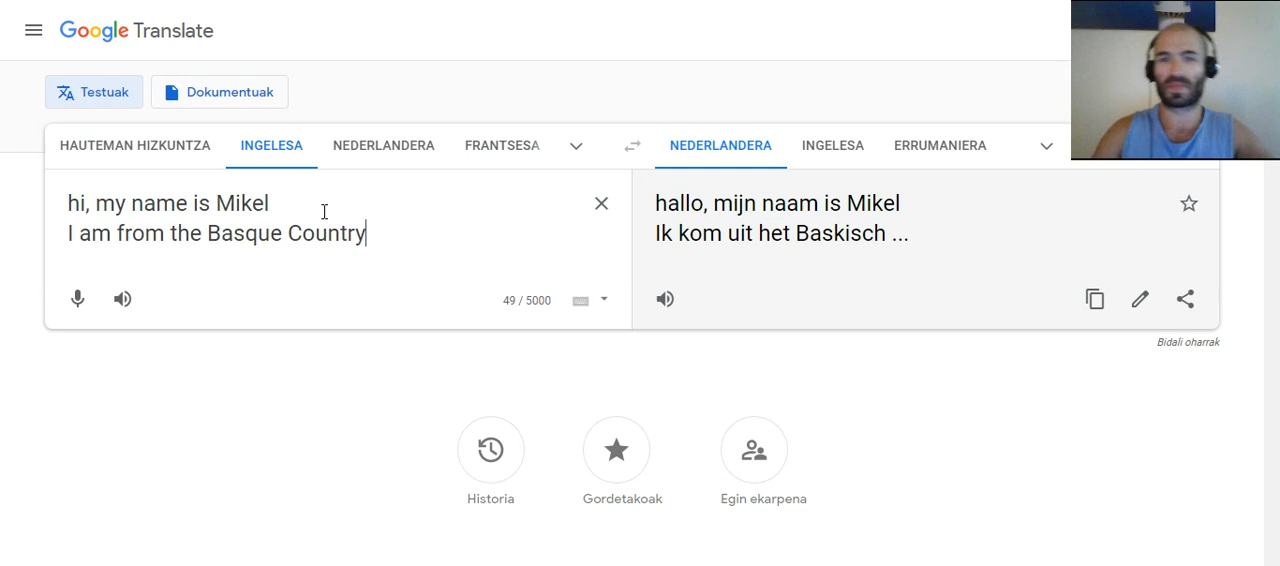 Google Translate
Testuak
Dokumentuak
HAUTEMAN HIZKUNTZA
INGELESA
NEDERLANDERA
FRANTSESA
NEDERLANDERA
INGELESA
ERRUMANIERA
hi, my name is Mikel
I am from the Basque Country
49 / 5000
hallo, mijn naam is Mikel
Ik kom uit het Baskisch ...
Bidali oharrak
Historia
Gordetakoak
Egin ekarpena